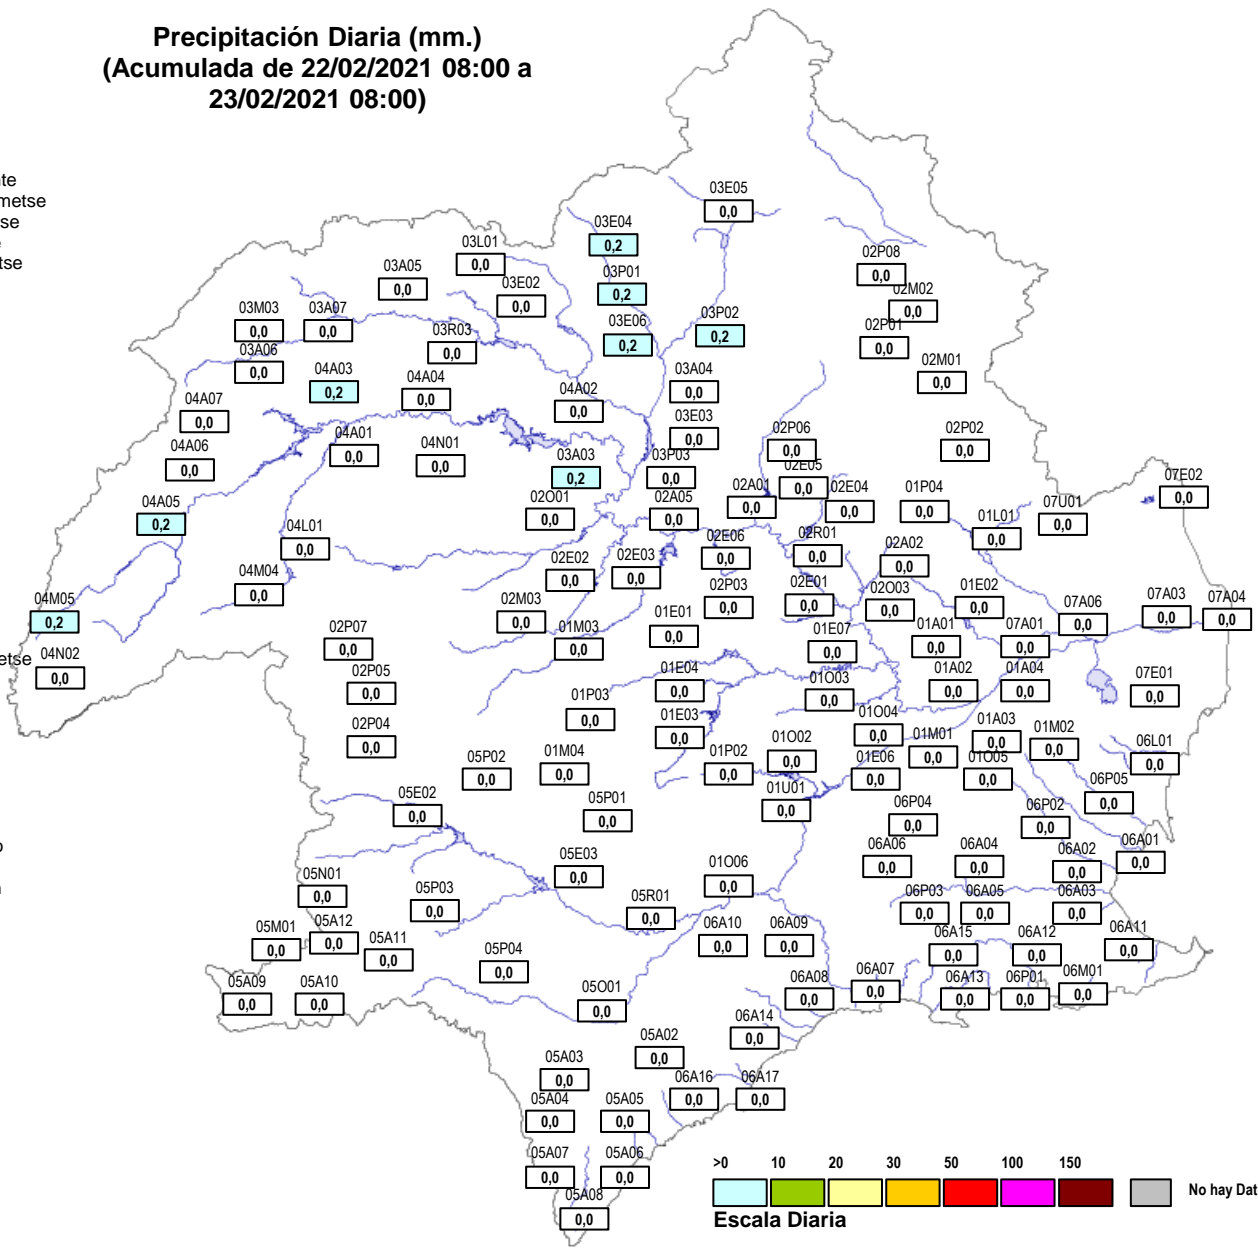 Precipitación Diaria (mm.)
(Acumulada de 22/02/2021 08:00 a
23/02/2021 08:00)
te
metse
se
tse
03E05
0,0
03E04
0,2
03L01
0,0
02P08
0,0
03A05
0,0
03P01
0,2
03E02
0,0
02M02
0,0
03M03
0,0
03A07
0,0
03P02
0,2
03E06
0,2
02P01
0,0
03R03
0,0
03A06
0,0
02M01
0,0
04A03
0,2
04A04
0,0
03A04
0,0
04A02
0,0
04A07
0,0
03E03
0,0
02P06
0,0
02P02
0,0
04A01
0,0
04N01
0,0
04A06
0,0
03A03
0,2
03P03
0,0
02E05
0,0
07E02
0,0
02A01
0,0
02E04
0,0
01P04
0,0
04A05
0,2
02O01
0,0
02A05
0,0
07U01
0,0
01L01
0,0
04L01
0,0
02E06
0,0
02R01
0,0
02A02
0,0
02E02
0,0
02E03
0,0
04M04
0,0
02P03
0,0
02E01
0,0
02O03
0,0
01E02
0,0
07A03
0,0
07A04
0,0
04M05
0,2
02M03
0,0
07A06
0,0
01E01
0,0
02P07
0,0
01M03
0,0
01E07
0,0
01A01
0,0
07A01
0,0
etse
04N02
0,0
02P05
0,0
01E04
0,0
01O03
0,0
01A02
0,0
01A04
0,0
07E01
0,0
01P03
0,0
02P04
0,0
01E03
0,0
01O04
0,0
01A03
0,0
01M02
0,0
01M01
0,0
06L01
0,0
05P02
0,0
01M04
0,0
01P02
0,0
01O02
0,0
01E06
0,0
01O05
0,0
05E02
0,0
05P01
0,0
01U01
0,0
06P04
0,0
06P02
0,0
06P05
0,0
o
05E03
0,0
06A06
0,0
06A04
0,0
06A02
0,0
06A01
0,0
05N01
0,0
05P03
0,0
01O06
0,0
05R01
0,0
06P03
0,0
06A05
0,0
06A03
0,0
05M01
0,0
05A12
0,0
05A11
0,0
06A10
0,0
06A09
0,0
06A15
0,0
06A12
0,0
06A11
0,0
05P04
0,0
05A09
0,0
05A10
0,0
05O01
0,0
06A08
0,0
06A07
0,0
06A13
0,0
06P01
0,0
06M01
0,0
06A14
0,0
05A02
0,0
05A03
0,0
06A16
0,0
06A17
0,0
05A04
0,0
05A05
0,0
05A07
0,0
05A06
0,0
05A08
0,0
>0 10 20 30 50 100 150
No hay Dat
Escala Diaria